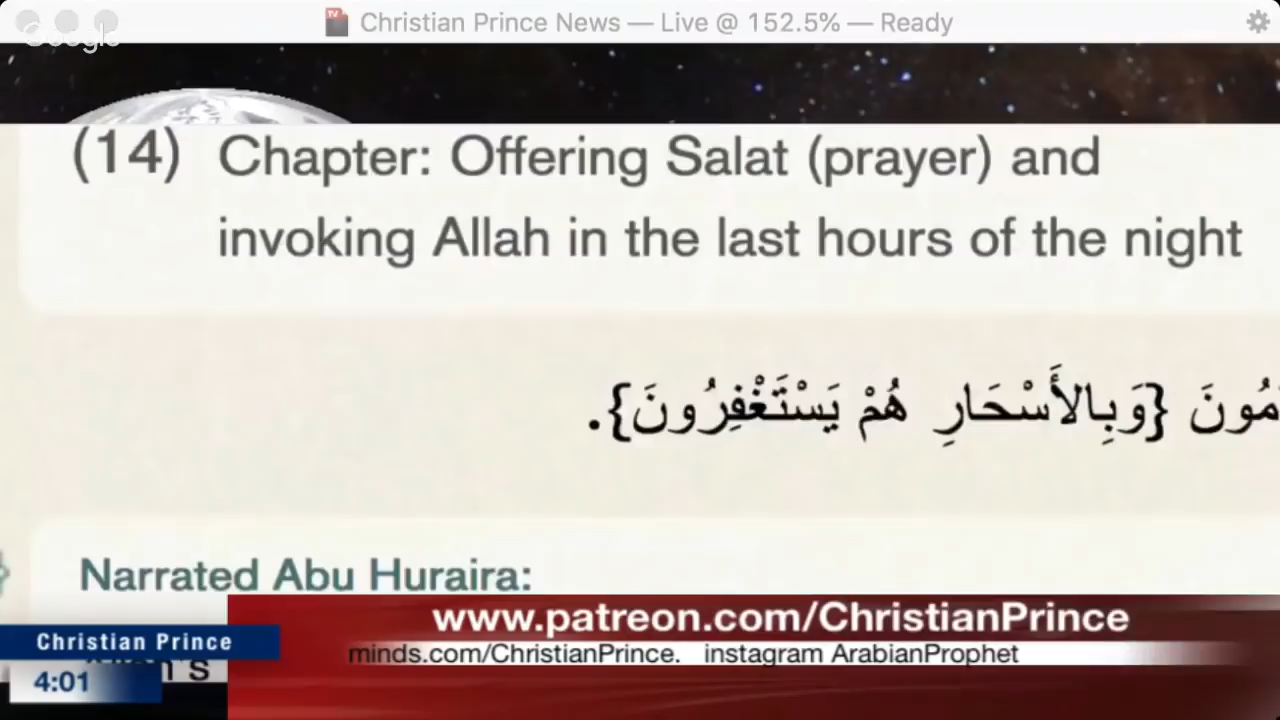 Christian Prince News — Live @ 152.5% — Ready
Google
(14) Chapter: Offering Salat (prayer) and
invoking Allah in the last hours of the night
{وَبِالأَسْحَارِ هُمْ يَسْتَغْفِرُونَ}.
Narrated Abu Huraira:
www.patreon.com/ChristianPrince
Christian Prince
minds.com/ChristianPrince. instagram ArabianProphet
4:01